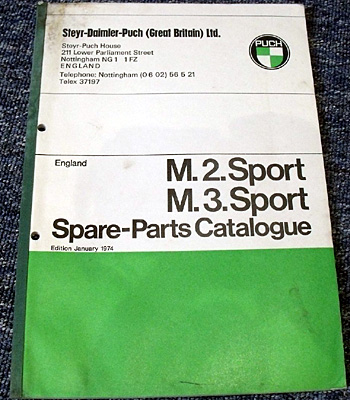 Steyr-Daimler-Puch (Great Britain) Ltd.
Steyr-Puch House
211 Lower Parliament Street
Nottingham NG 1 1 FZ
ENGLAND
Telephone: Nottingham (0 6 02) 56 5 21
Telex 37197
PUCH
England
M.2.Sport
M.3.Sport
Spare-Parts Catalogue
Edition January 1974